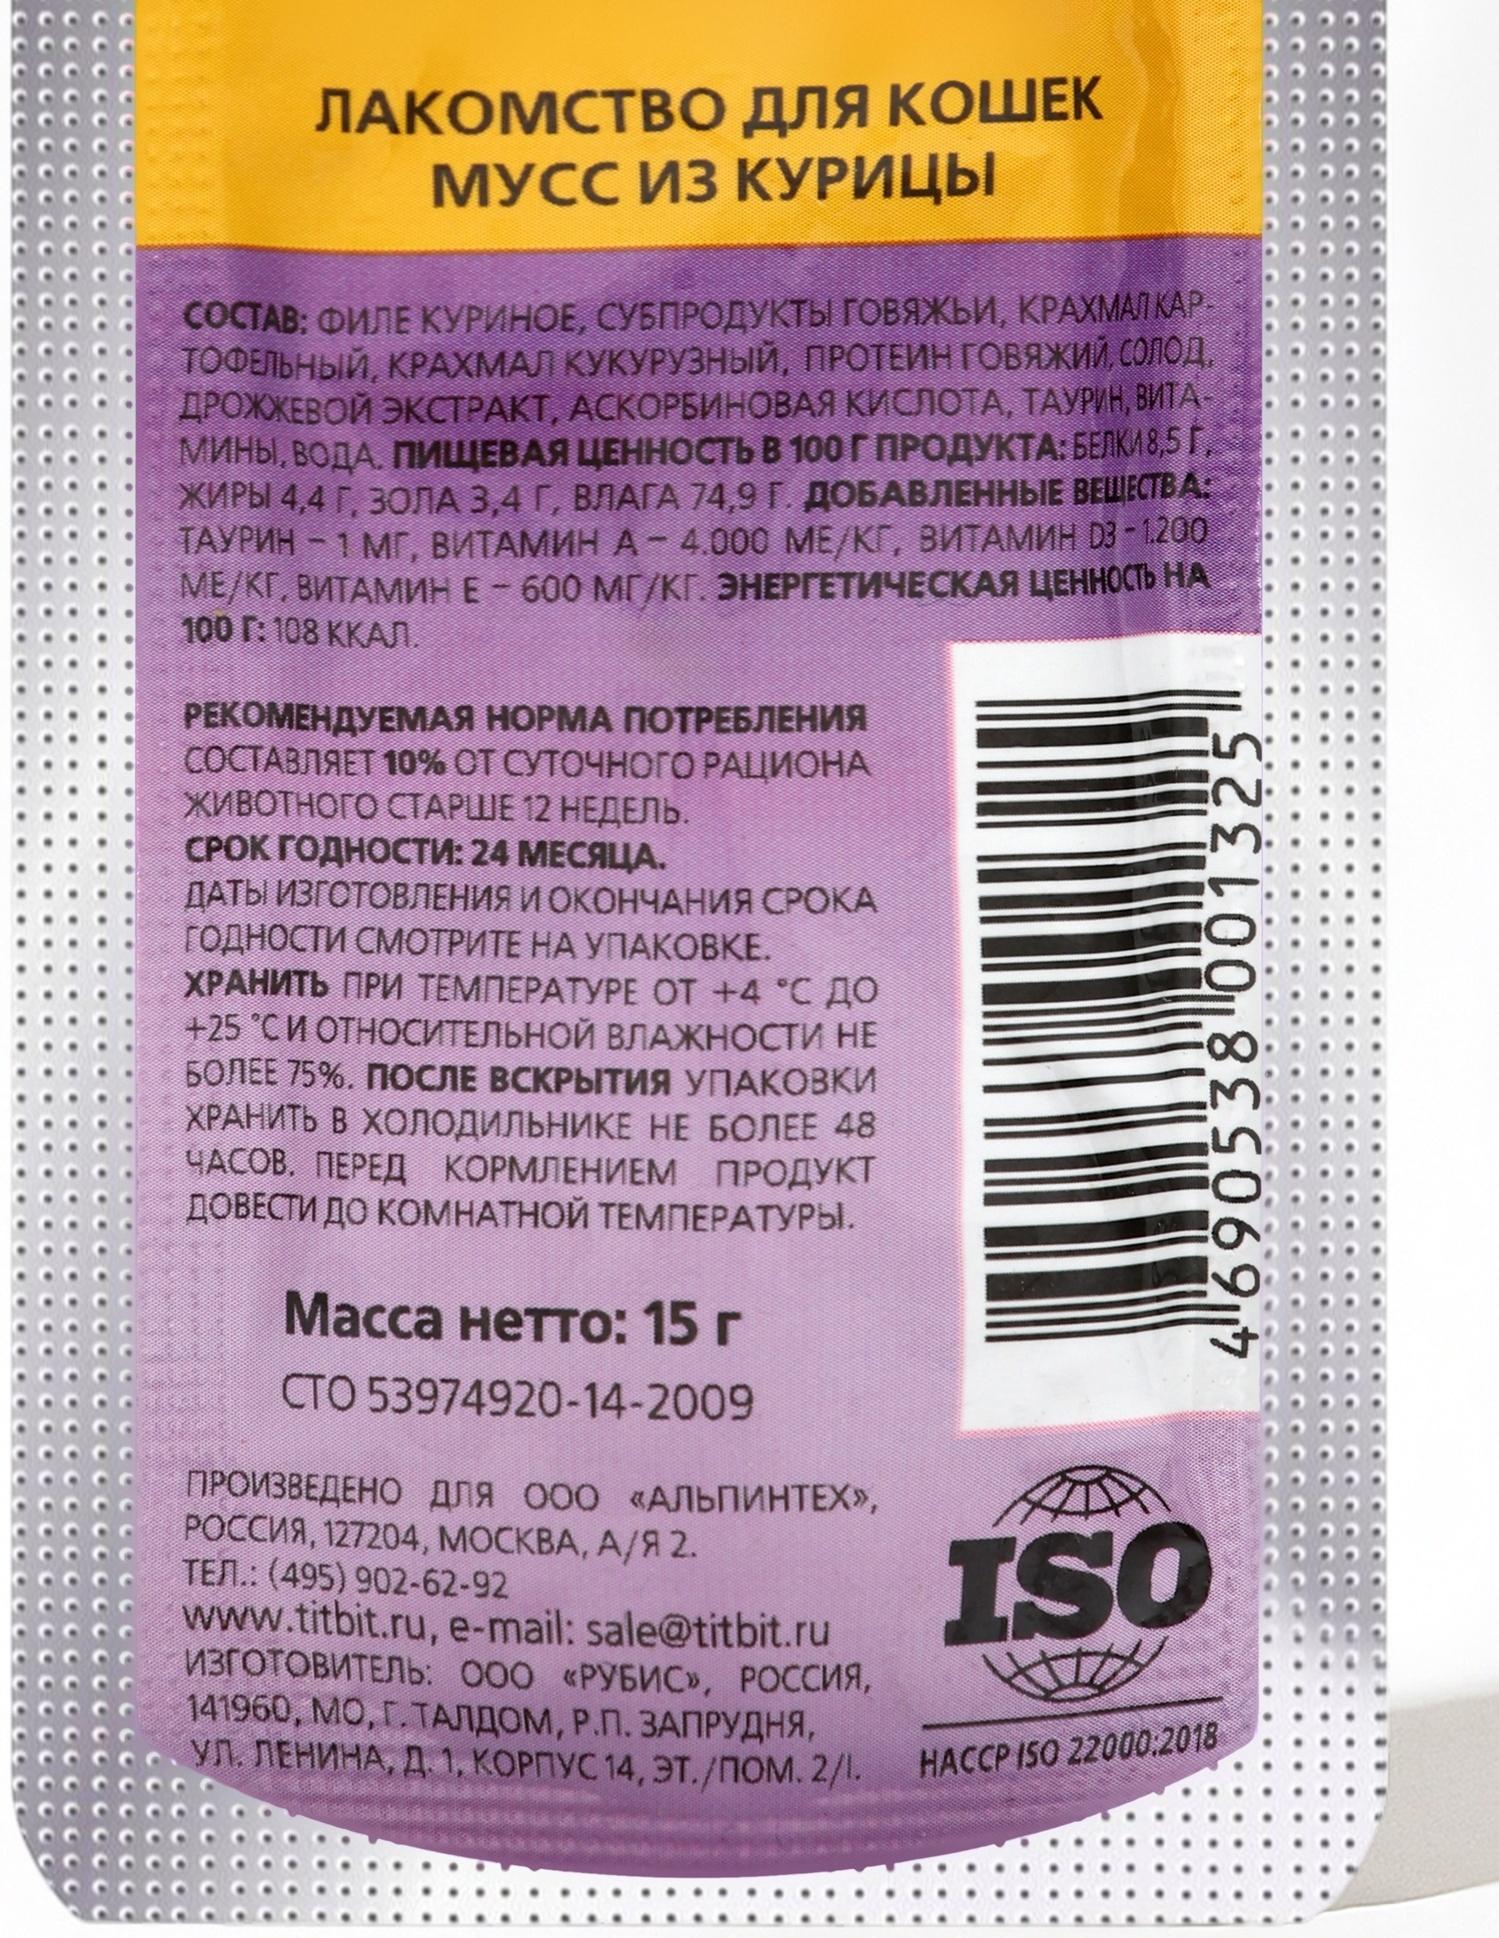 ЛАКОМСТВО ДЛЯ КОШЕК
МУСС ИЗ КУРИЦЫ
СОСТАВ: ФИЛЕ КУРИНОЕ, СУБПРОДУКТЫ ГОВЯЖЬИ, КРАХМАЛ КАР-
ТОФЕЛЬНЫЙ, КРАХМАЛ КУКУРУЗНЫЙ, ПРОТЕИН ГОВЯЖИЙ, СОЛОД,
ДРОЖЖЕВОЙ ЭКСТРАКТ, АСКОРБИНОВАЯ КИСЛОТА, ТАУРИН, ВИТА-
МИНЫ, ВОДА. ПИЩЕВАЯ ЦЕННОСТЬ В 100 Г ПРОДУКТА: БЕЛКИ 8,5 Г,
ЖИРЫ 4,4 Г, ЗОЛА 3,4 Г, ВЛАГА 74,9 Г. ДОБАВЛЕННЫЕ ВЕЩЕСТВА:
ТАУРИН – 1 МГ, ВИТАМИН А – 4.000 МЕ/КГ, ВИТАМИН D3 - 1.200
МЕ/КГ, ВИТАМИН Е – 600 МГ/КГ. ЭНЕРГЕТИЧЕСКАЯ ЦЕННОСТЬ НА
100 Г: 108 ККАЛ.
РЕКОМЕНДУЕМАЯ НОРМА ПОТРЕБЛЕНИЯ
СОСТАВЛЯЕТ 10% ОТ СУТОЧНОГО РАЦИОНА
ЖИВОТНОГО СТАРШЕ 12 НЕДЕЛЬ.
СРОК ГОДНОСТИ: 24 МЕСЯЦА.
ДАТЫ ИЗГОТОВЛЕНИЯ И ОКОНЧАНИЯ СРОКА
ГОДНОСТИ СМОТРИТЕ НА УПАКОВКЕ.
ХРАНИТЬ ПРИ ТЕМПЕРАТУРЕ ОТ +4 °С ДО
+25 °С И ОТНОСИТЕЛЬНОЙ ВЛАЖНОСТИ НЕ
БОЛЕЕ 75%. ПОСЛЕ ВСКРЫТИЯ УПАКОВКИ
ХРАНИТЬ В ХОЛОДИЛЬНИКЕ НЕ БОЛЕЕ 48
ЧАСОВ. ПЕРЕД КОРМЛЕНИЕМ ПРОДУКТ
ДОВЕСТИ ДО КОМНАТНОЙ ТЕМПЕРАТУРЫ.
Масса нетто: 15 г
СТО 53974920-14-2009
4 690538 001325
ПРОИЗВЕДЕНО ДЛЯ ООО «АЛЬПИНТЕХ»,
РОССИЯ, 127204, МОСКВА, А/Я 2.
ТЕЛ.: (495) 902-62-92
www.titbit.ru, e-mail: sale@titbit.ru
ИЗГОТОВИТЕЛЬ: ООО «РУБИС», РОССИЯ,
141960, МО, Г. ТАЛДОМ, Р.П. ЗАПРУДНЯ,
УЛ. ЛЕНИНА, Д. 1, КОРПУС 14, ЭТ./ПОМ. 2/I.
ISO
HACCP ISO 22000:2018